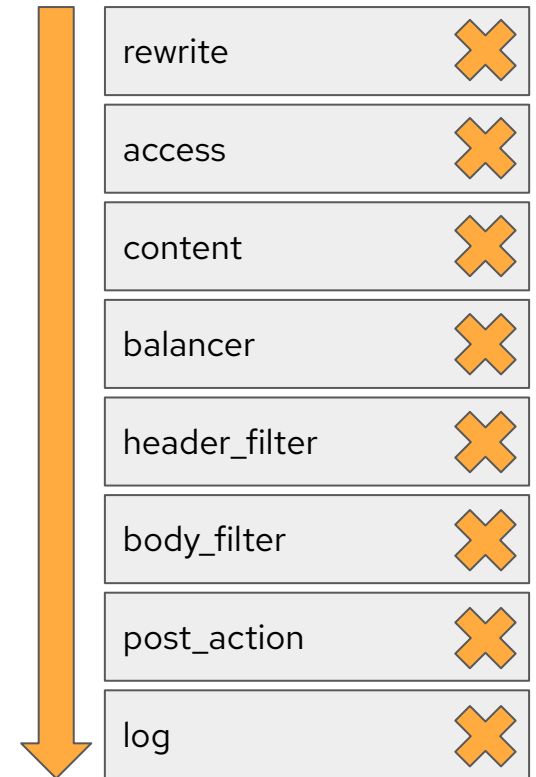 rewrite
access
content
balancer
header_filter
body_filter
post_action
log